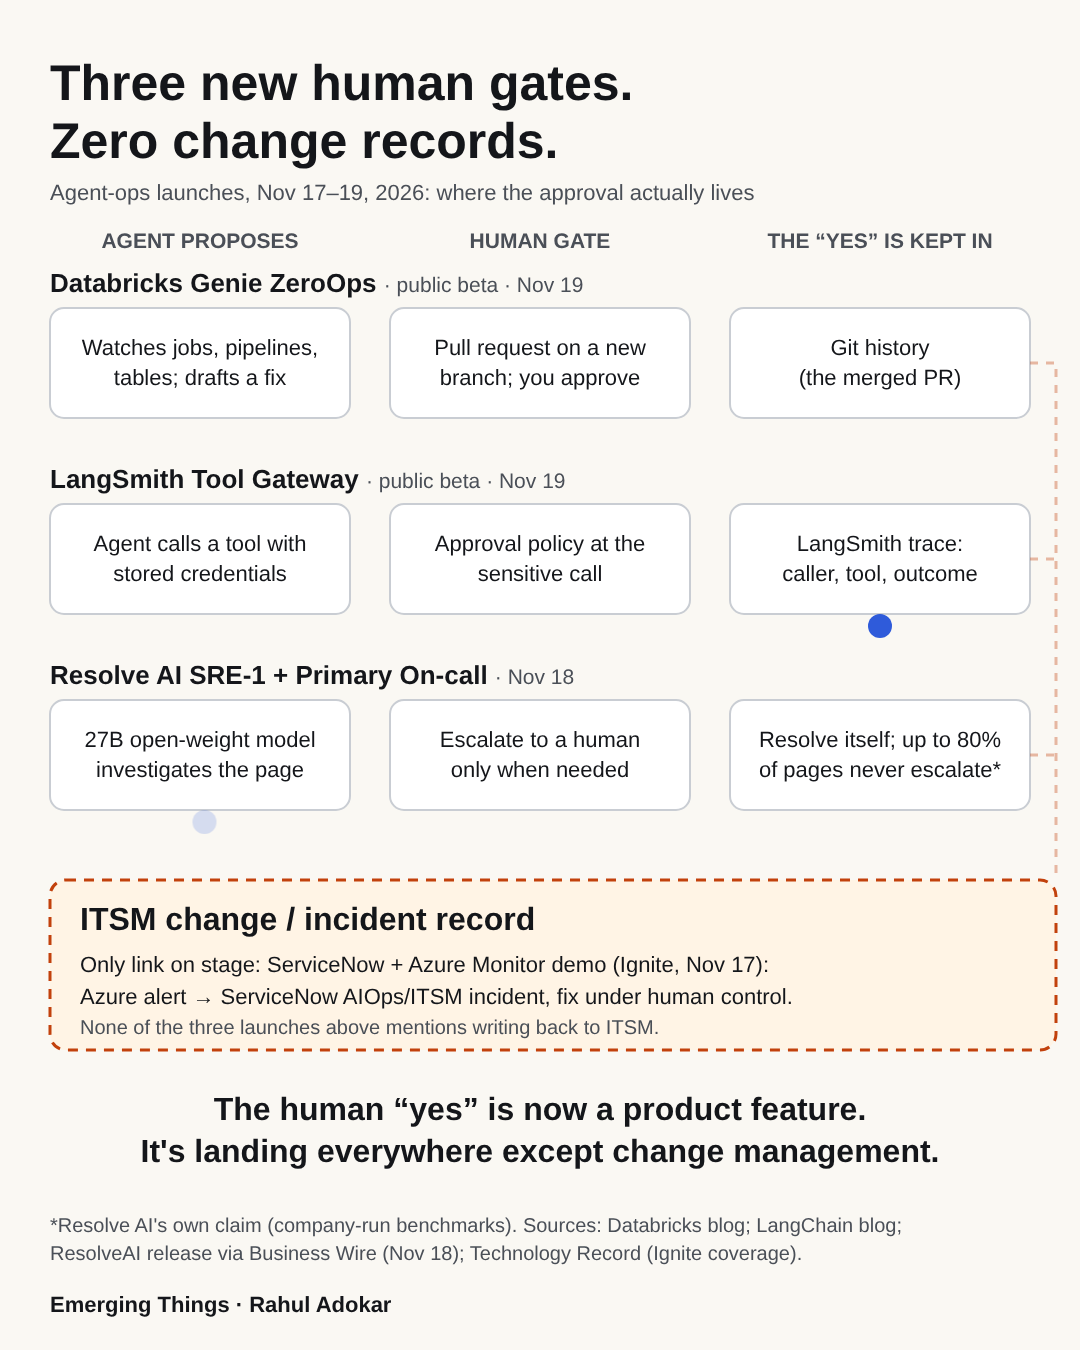 Three new human gates.
Zero change records.
Agent-ops launches, Nov 17–19, 2026: where the approval actually lives
AGENT PROPOSES
HUMAN GATE
THE “YES” IS KEPT IN
Databricks Genie ZeroOps · public beta · Nov 19
Watches jobs, pipelines,
tables; drafts a fix
Pull request on a new
branch; you approve
Git history
(the merged PR)
LangSmith Tool Gateway · public beta · Nov 19
Agent calls a tool with
stored credentials
Approval policy at the
sensitive call
LangSmith trace:
caller, tool, outcome
Resolve AI SRE-1 + Primary On-call · Nov 18
27B open-weight model
investigates the page
Escalate to a human
only when needed
Resolve itself; up to 80%
of pages never escalate*
ITSM change / incident record
Only link on stage: ServiceNow + Azure Monitor demo (Ignite, Nov 17):
Azure alert → ServiceNow AIOps/ITSM incident, fix under human control.
None of the three launches above mentions writing back to ITSM.
The human “yes” is now a product feature.
It's landing everywhere except change management.
*Resolve AI's own claim (company-run benchmarks). Sources: Databricks blog; LangChain blog;
ResolveAI release via Business Wire (Nov 18); Technology Record (Ignite coverage).
Emerging Things · Rahul Adokar